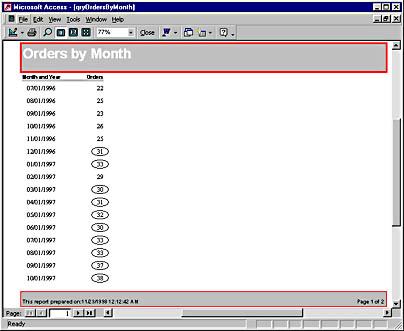 Microsoft Access - [qryOrdersByMonth]
File Edit View Tools Window Help
77% Close
Orders by Month
Month and Year Orders
07/01/1996 22
08/01/1996 25
09/01/1996 23
10/01/1996 26
11/01/1996 25
12/01/1996 31
01/01/1997 33
02/01/1997 29
03/01/1997 30
04/01/1997 31
05/01/1997 32
06/01/1997 30
07/01/1997 33
08/01/1997 33
09/01/1997 37
10/01/1997 38
This report prepared on:11/23/1998 12:12:42 AM Page 1 of 2
Page: 1
Ready